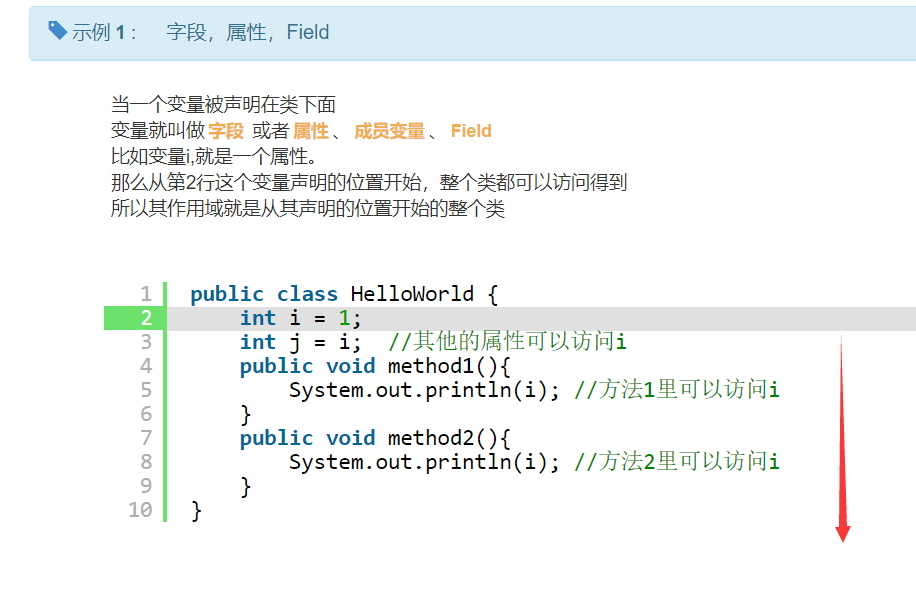 示例 1： 字段，属性，Field
当一个变量被声明在类下面
变量就叫做 字段 或者 属性 、 成员变量 、 Field
比如变量i,就是一个属性。
那么从第2行这个变量声明的位置开始，整个类都可以访问得到
所以其作用域就是从其声明的位置开始的整个类
1 public class HelloWorld {
2     int i = 1;
3     int j = i;  //其他的属性可以访问i
4     public void method1(){
5         System.out.println(i); //方法1里可以访问i
6     }
7     public void method2(){
8         System.out.println(i); //方法2里可以访问i
9     }
10 }